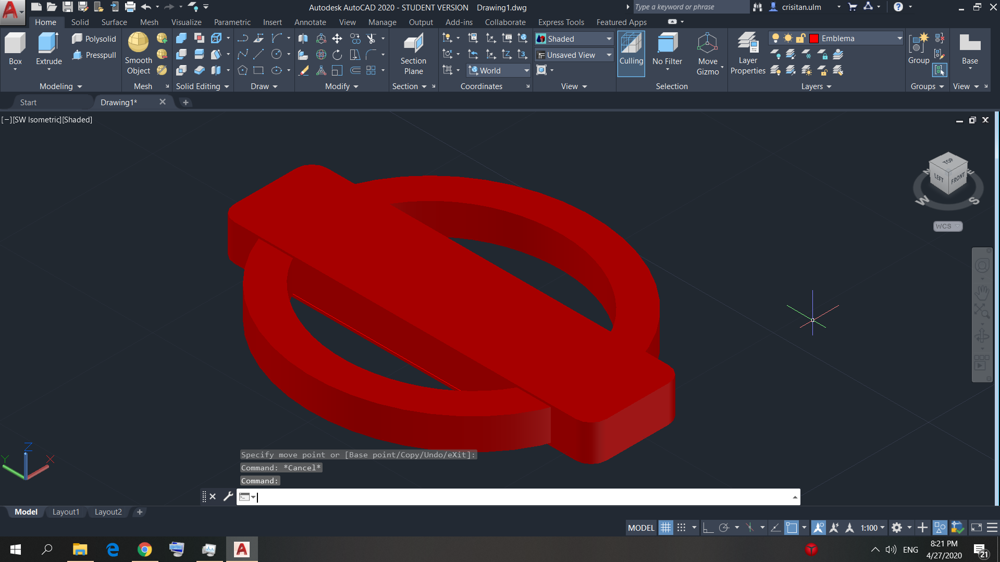 Autodesk AutoCAD 2020 - STUDENT VERSION Drawing1.dwg
Type a keyword or phrase
crisitan.ulm
Home Solid Surface Mesh Visualize Parametric Insert Annotate View Manage Output Add-ins Collaborate Express Tools Featured Apps
Box
Extrude
Polysolid
Presspull
Smooth
Object
Section
Plane
World
Shaded
Unsaved View
Culling
No Filter
Move
Gizmo
Layer
Properties
Emblema
Group
Base
Modeling
Mesh
Solid Editing
Draw
Modify
Section
Coordinates
View
Selection
Layers
Groups
View
Start
Drawing1*
[−][SW Isometric][Shaded]
TOP
LEFT
FRONT
N
E
W
S
WCS
Z
Y
X
Specify move point or [Base point/Copy/Undo/eXit]:
Command: *Cancel*
Command:
Model Layout1 Layout2
MODEL
1:100
ENG
8:21 PM
4/27/2020
21